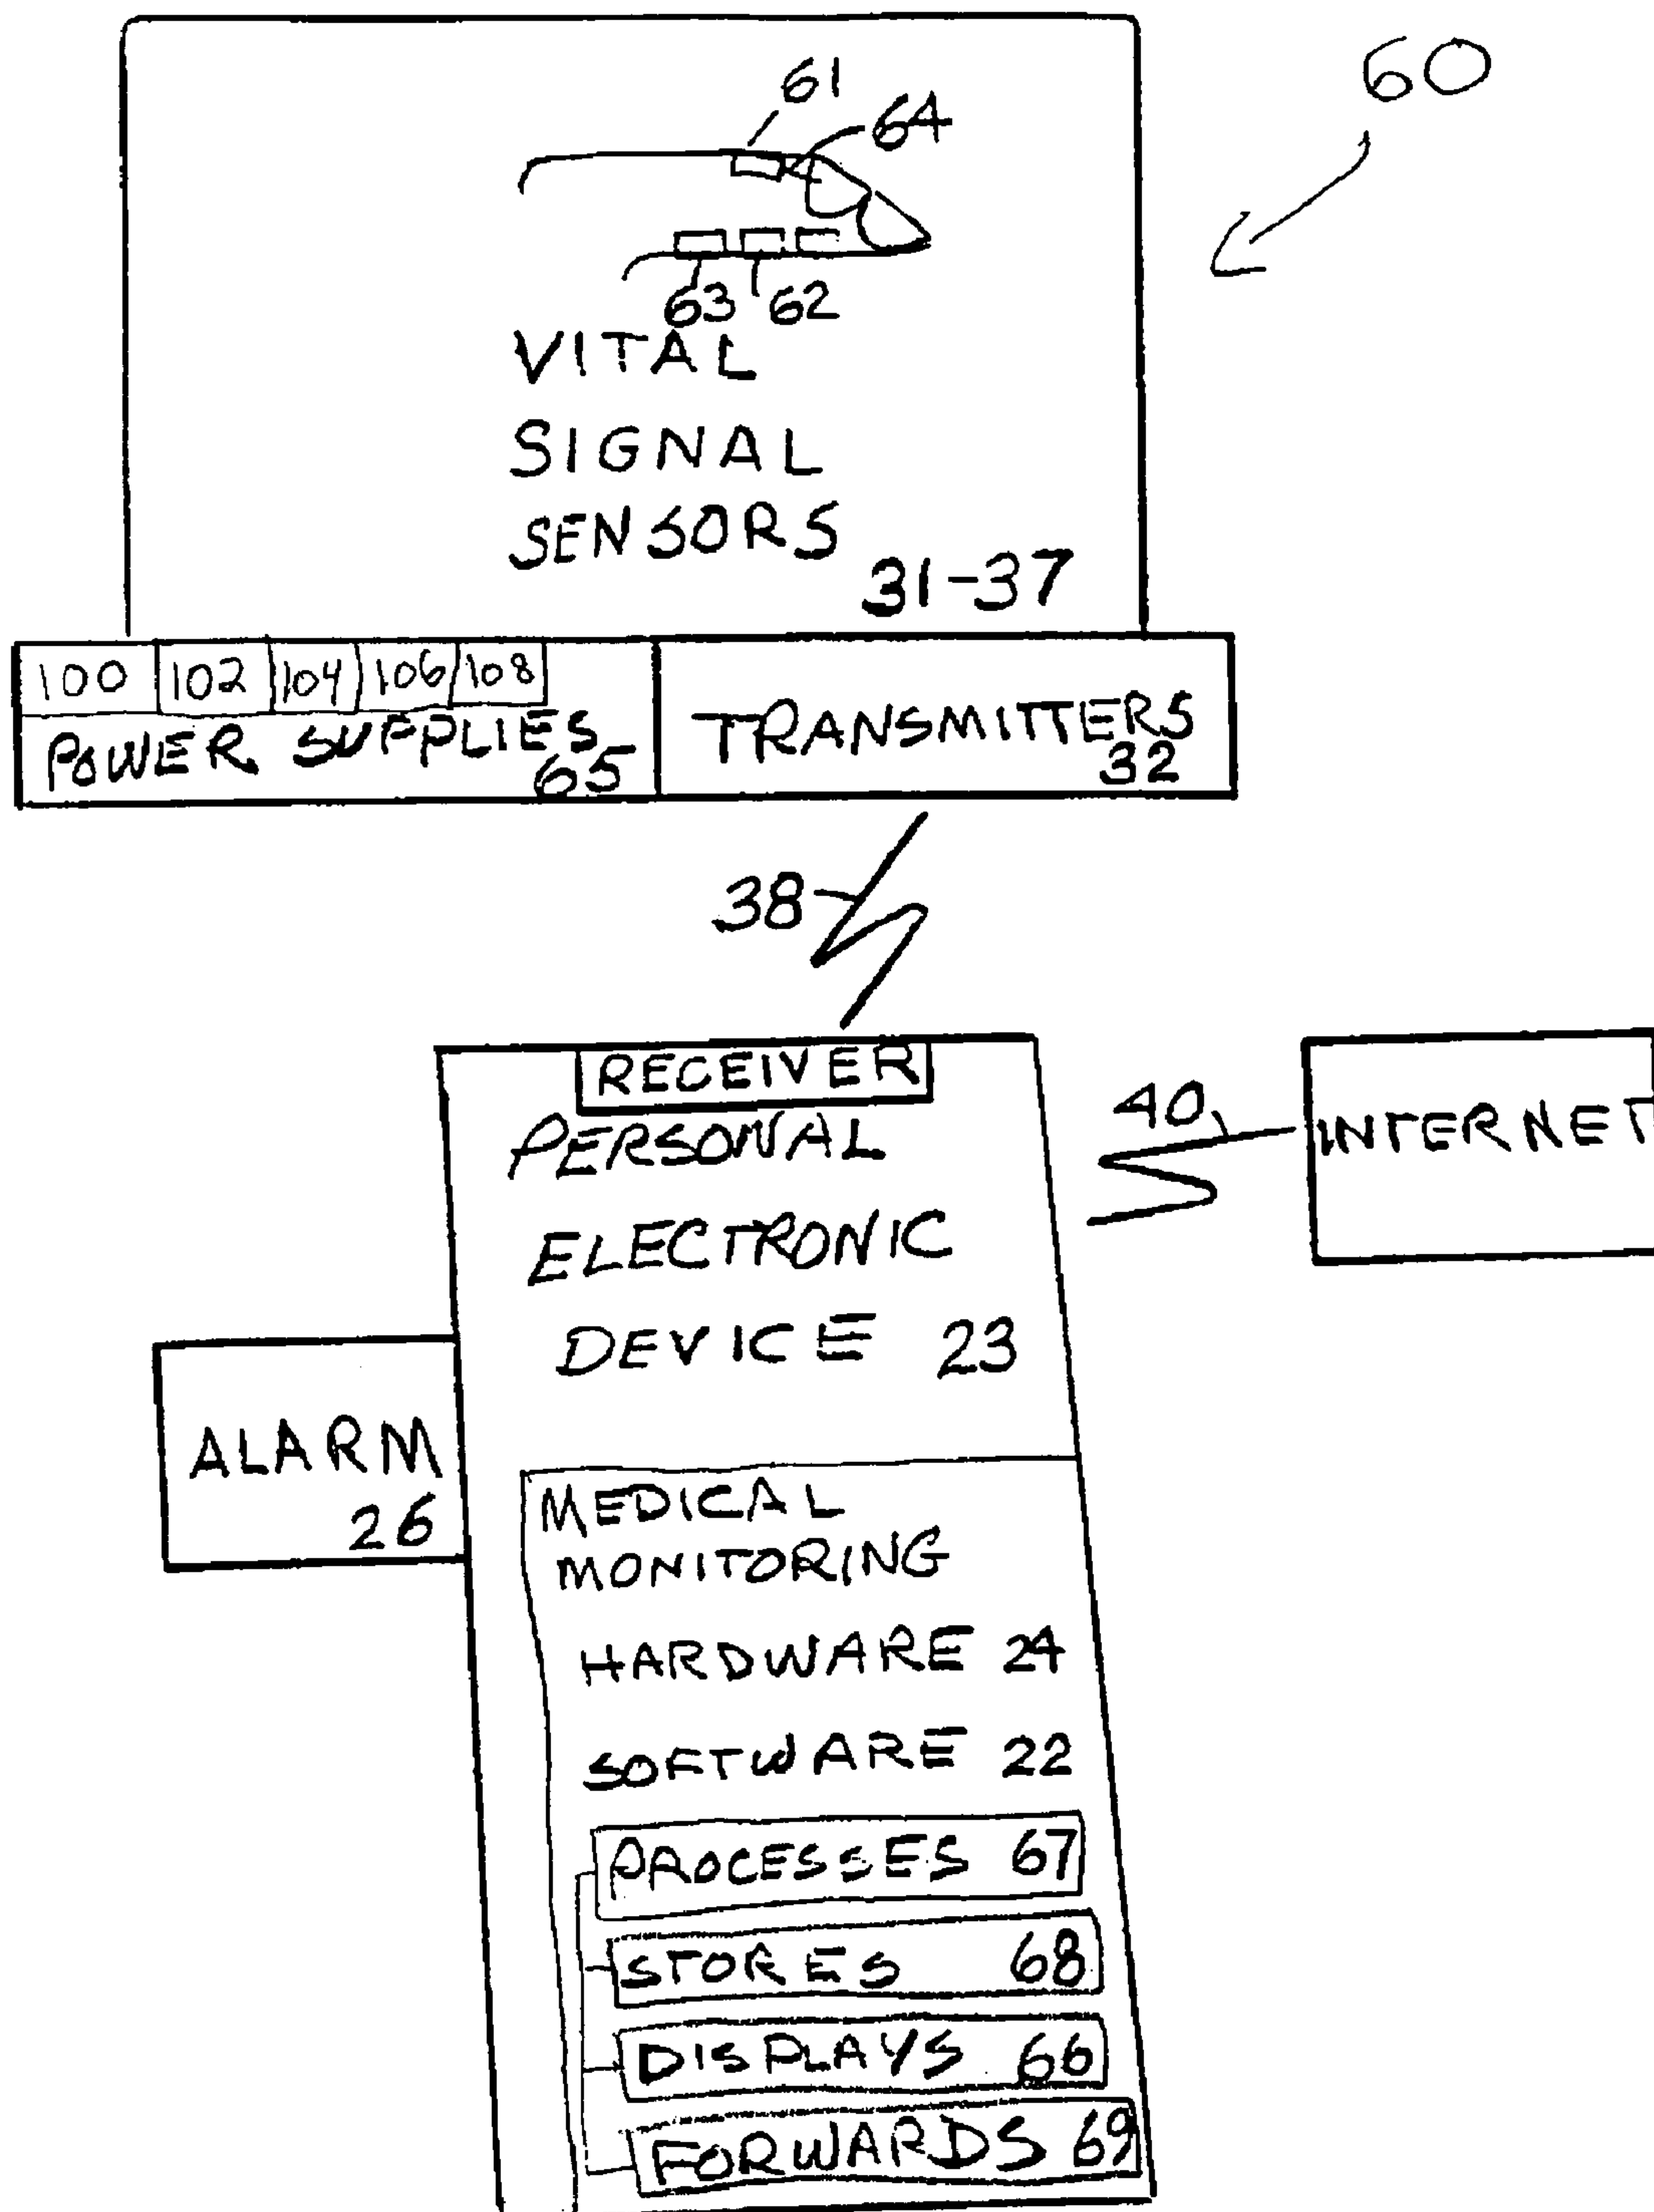 60
61
64
63 62
VITAL
SIGNAL
SENSORS
31-37
100 102 104 106 108
POWER SUPPLIES
65
TRANSMITTERS
32
38
RECEIVER
PERSONAL
ELECTRONIC
DEVICE 23
40
INTERNET
ALARM
26
MEDICAL
MONITORING
HARDWARE 24
SOFTWARE 22
PROCESSES 67
STORES 68
DISPLAYS 66
FORWARDS 69